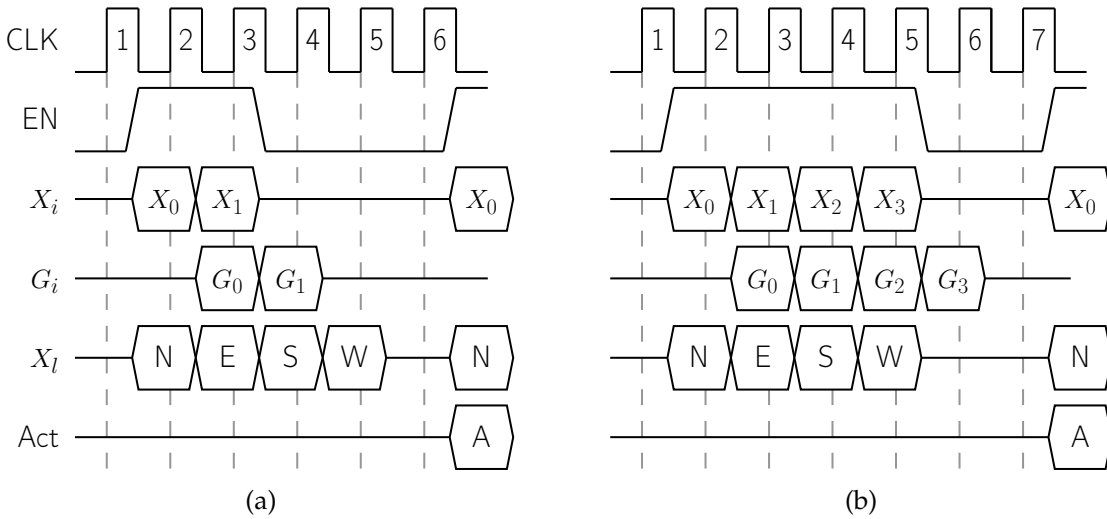 CLK 1 2 3 4 5 6 1 2 3 4 5 6 7
EN
X_i X_0 X_1 X_0 X_0 X_1 X_2 X_3 X_0
G_i G_0 G_1 G_0 G_1 G_2 G_3
X_l N E S W N N E S W N
Act A A
(a) (b)